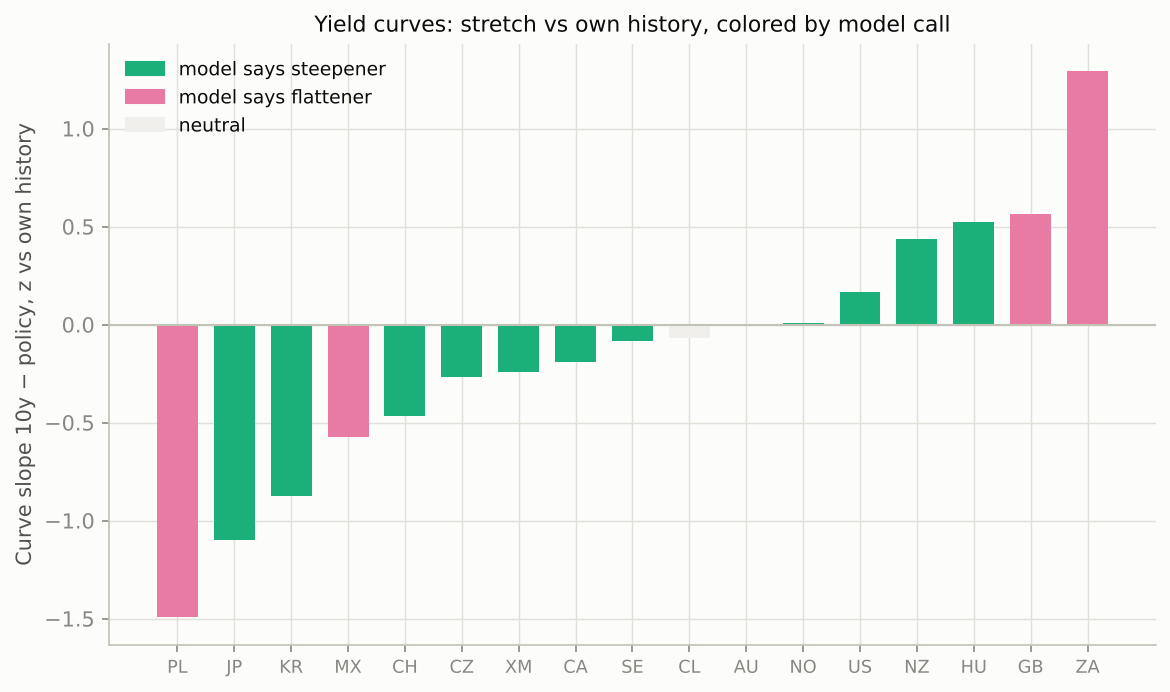 Yield curves: stretch vs own history, colored by model call
model says steepener
model says flattener
neutral
Curve slope 10y − policy, z vs own history
1.0
0.5
0.0
−0.5
−1.0
−1.5
PL JP KR MX CH CZ XM CA SE CL AU NO US NZ HU GB ZA